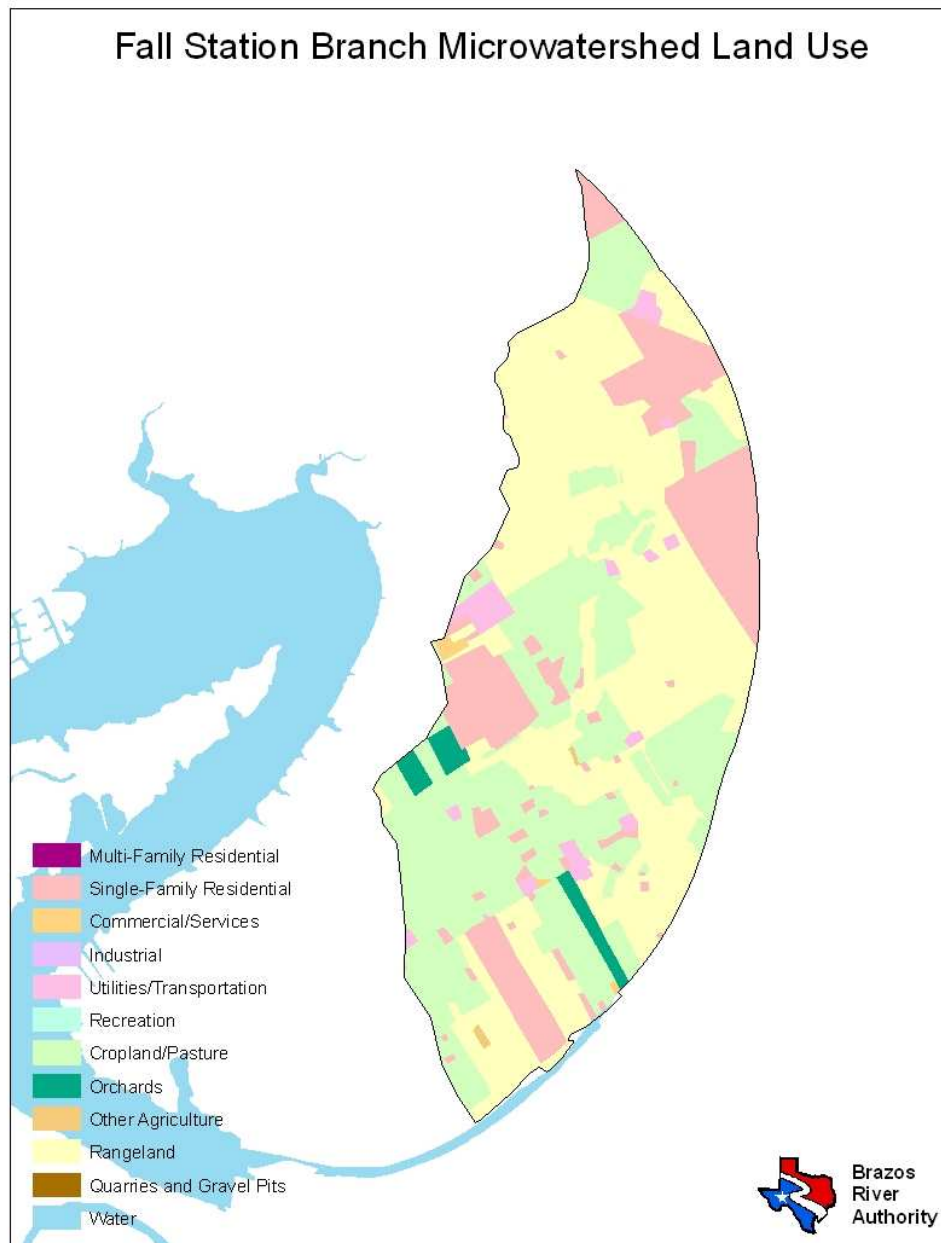 Fall Station Branch Microwatershed Land Use
Multi-Family Residential
Single-Family Residential
Commercial/Services
Industrial
Utilities/Transportation
Recreation
Cropland/Pasture
Orchards
Other Agriculture
Rangeland
Quarries and Gravel Pits
Water
Brazos
River
Authority